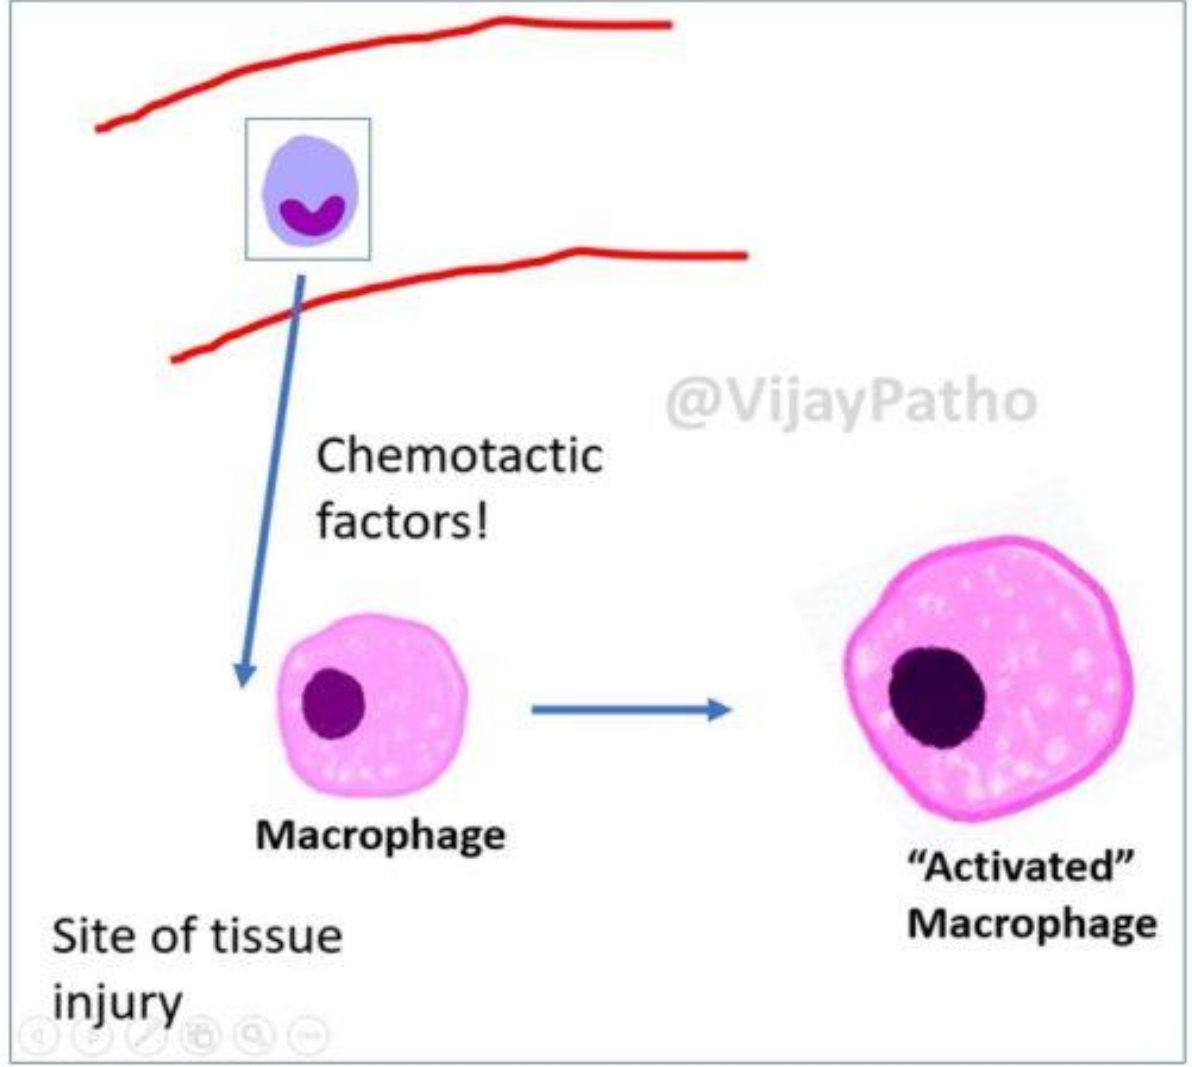 @VijayPatho
Chemotactic
factors!
Macrophage
“Activated”
Macrophage
Site of tissue
injury